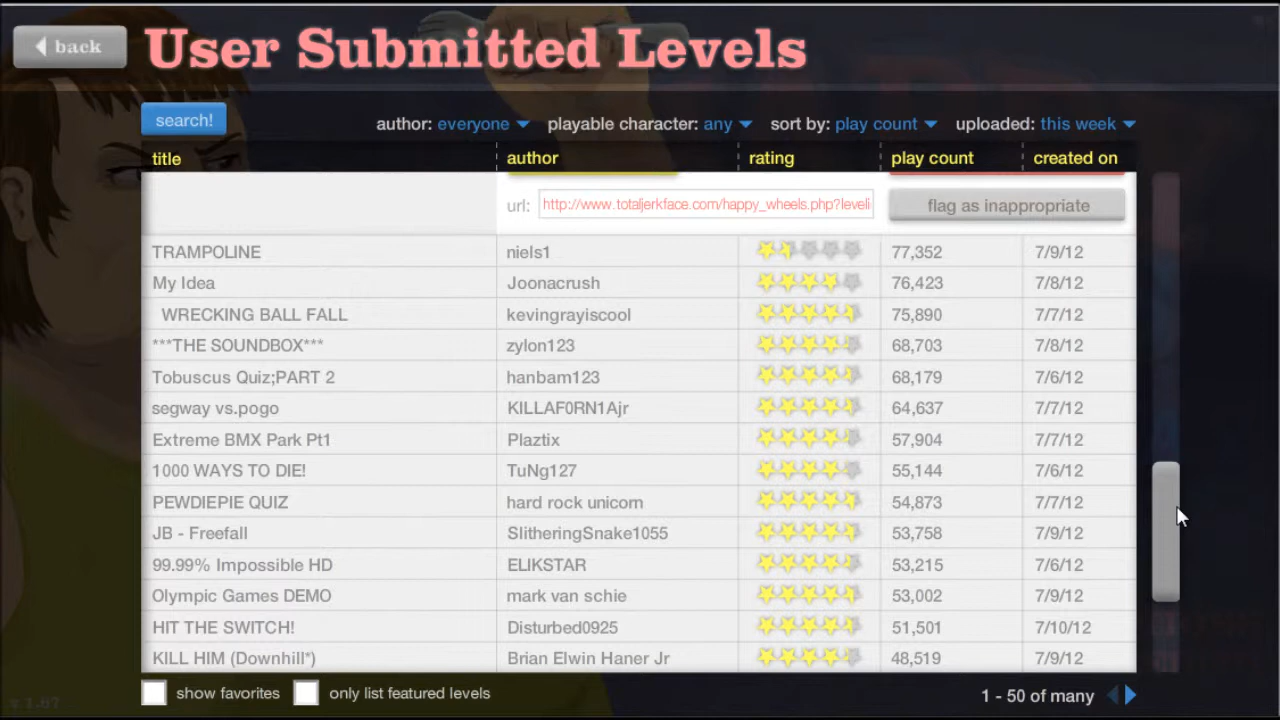 back
User Submitted Levels
search!
author: everyone playable character: any sort by: play count uploaded: this week
title author rating play count created on
url: http://www.totaljerkface.com/happy_wheels.php?leveli flag as inappropriate
TRAMPOLINE niels1 77,352 7/9/12
My Idea Joonacrush 76,423 7/8/12
WRECKING BALL FALL kevingrayiscool 75,890 7/7/12
***THE SOUNDBOX*** zylon123 68,703 7/8/12
Tobuscus Quiz;PART 2 hanbam123 68,179 7/6/12
segway vs.pogo KILLAF0RN1Ajr 64,637 7/7/12
Extreme BMX Park Pt1 Plaztix 57,904 7/7/12
1000 WAYS TO DIE! TuNg127 55,144 7/6/12
PEWDIEPIE QUIZ hard rock unicorn 54,873 7/7/12
JB - Freefall SlitheringSnake1055 53,758 7/9/12
99.99% Impossible HD ELIKSTAR 53,215 7/6/12
Olympic Games DEMO mark van schie 53,002 7/9/12
HIT THE SWITCH! Disturbed0925 51,501 7/10/12
KILL HIM (Downhill*) Brian Elwin Haner Jr 48,519 7/9/12
show favorites only list featured levels 1 - 50 of many